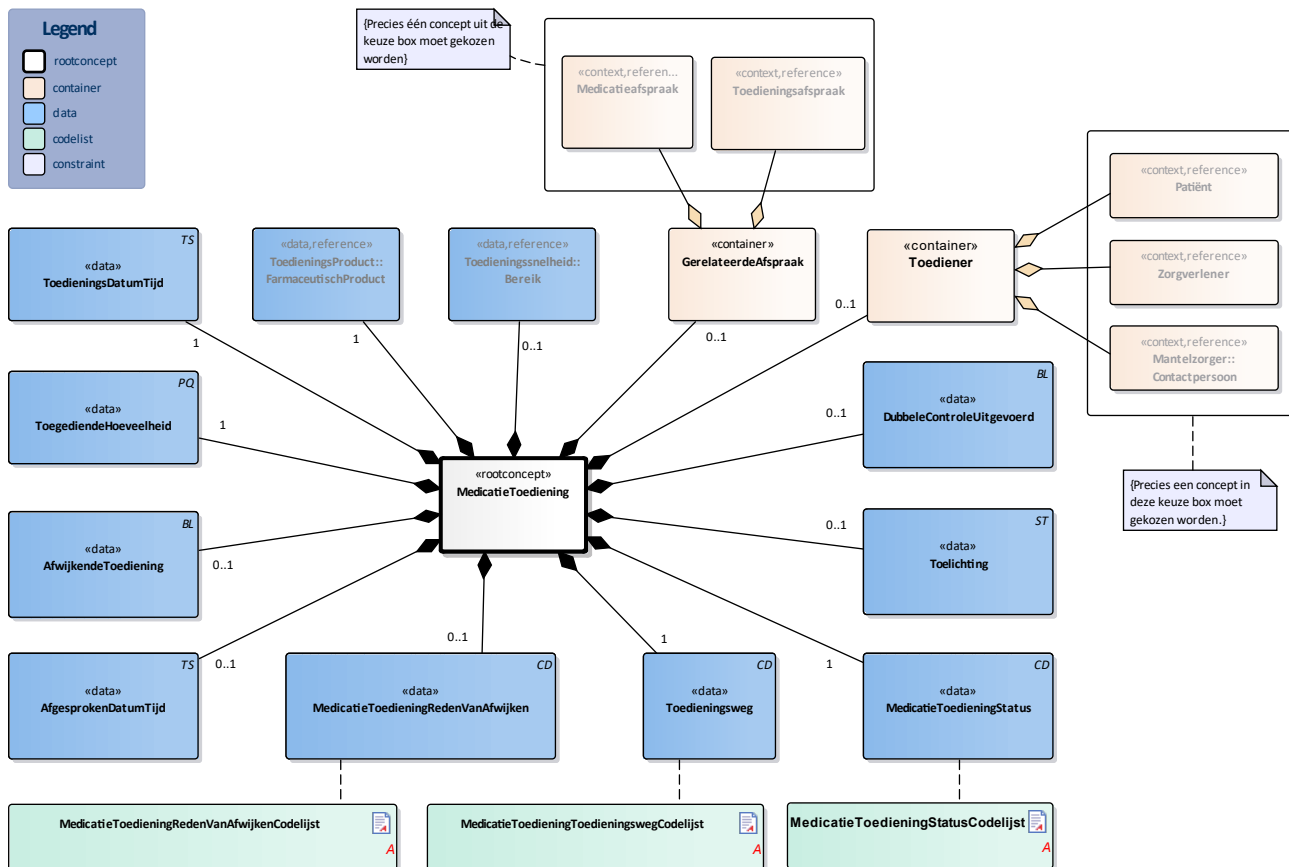 Legend
rootconcept
container
data
codelist
constraint
{Precies één concept uit de
keuze box moet gekozen
worden}
«context,referen...
Medicatieafspraak
«context,reference»
Toedieningsafspraak
«context,reference»
Patiënt
«context,reference»
Zorgverlener
«context,reference»
Mantelzorger::
Contactpersoon
{Precies een concept in
deze keuze box moet
gekozen worden.}
TS
«data»
ToedieningsDatumTijd
1
«data,reference»
ToedieningsProduct::
FarmaceutischProduct
1
«data,reference»
Toedieningssnelheid::
Bereik
0..1
«container»
GerelateerdeAfspraak
0..1
«container»
Toediener
0..1
PQ
«data»
ToegediendeHoeveelheid
1
BL
«data»
DubbeleControleUitgevoerd
0..1
«rootconcept»
MedicatieToediening
BL
«data»
AfwijkendeToediening
0..1
ST
«data»
Toelichting
0..1
TS
«data»
AfgesprokenDatumTijd
0..1
CD
«data»
MedicatieToedieningRedenVanAfwijken
0..1
CD
«data»
Toedieningsweg
1
CD
«data»
MedicatieToedieningStatus
1
MedicatieToedieningRedenVanAfwijkenCodelijst
A
MedicatieToedieningToedieningswegCodelijst
A
MedicatieToedieningStatusCodelijst
A